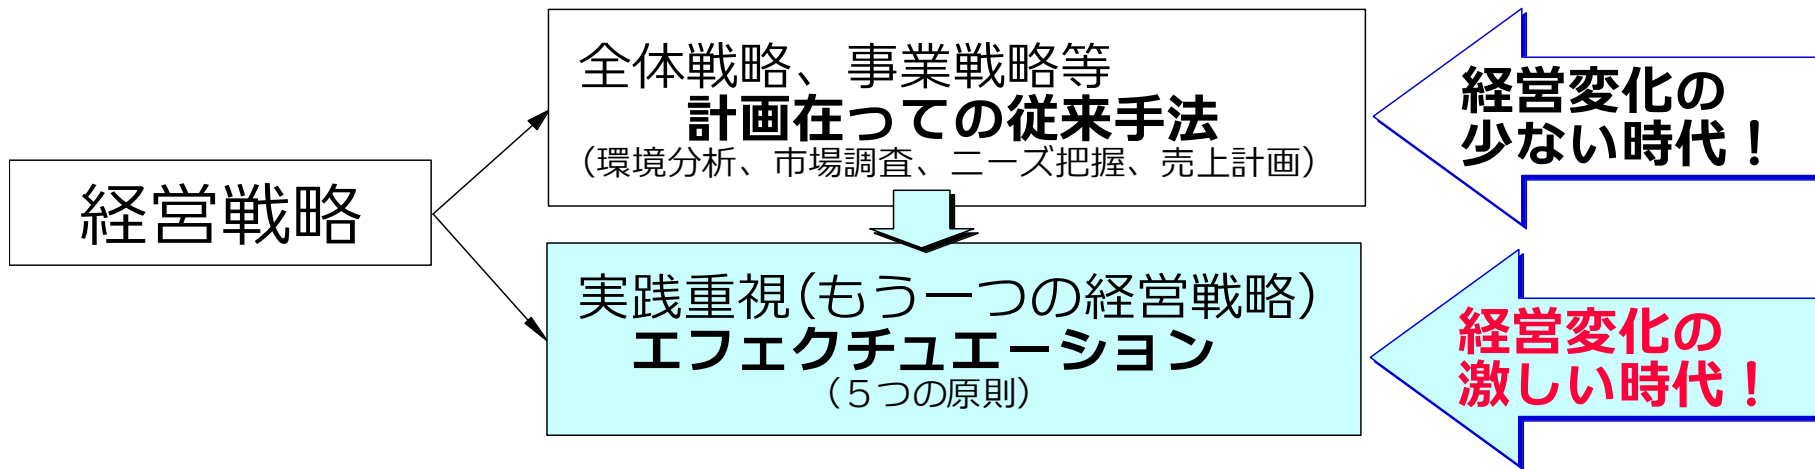 経営戦略
全体戦略、事業戦略等
計画在っての従来手法
（環境分析、市場調査、ニーズ把握、売上計画）
経営変化の
少ない時代！
実践重視（もう一つの経営戦略）
エフェクチュエーション
（５つの原則）
経営変化の
激しい時代！